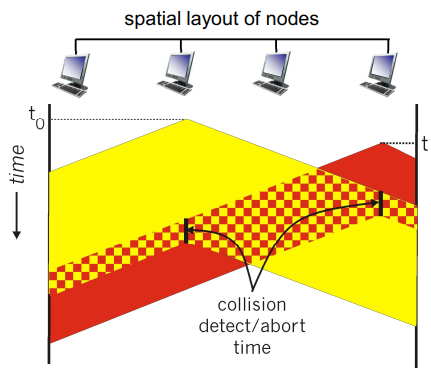 spatial layout of nodes
t0
t
time
collision
detect/abort
time